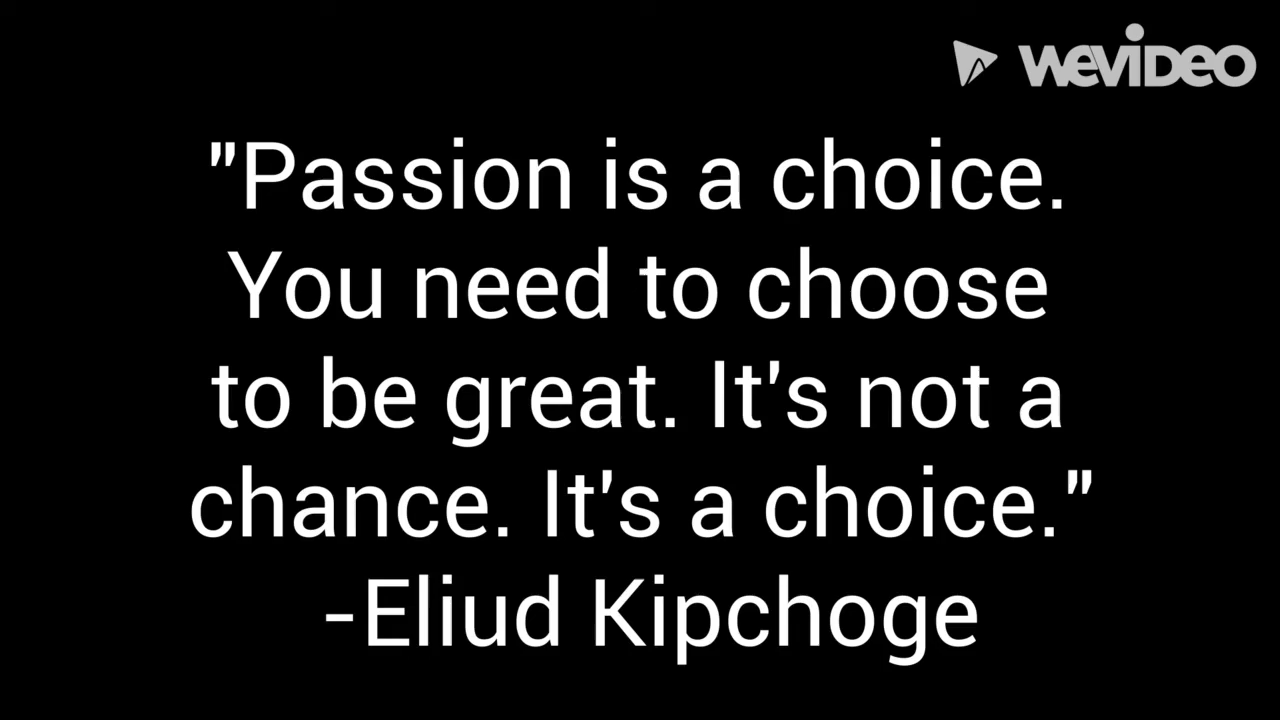 WEVIDEO
"Passion is a choice.
You need to choose
to be great. It's not a
chance. It's a choice."
-Eliud Kipchoge